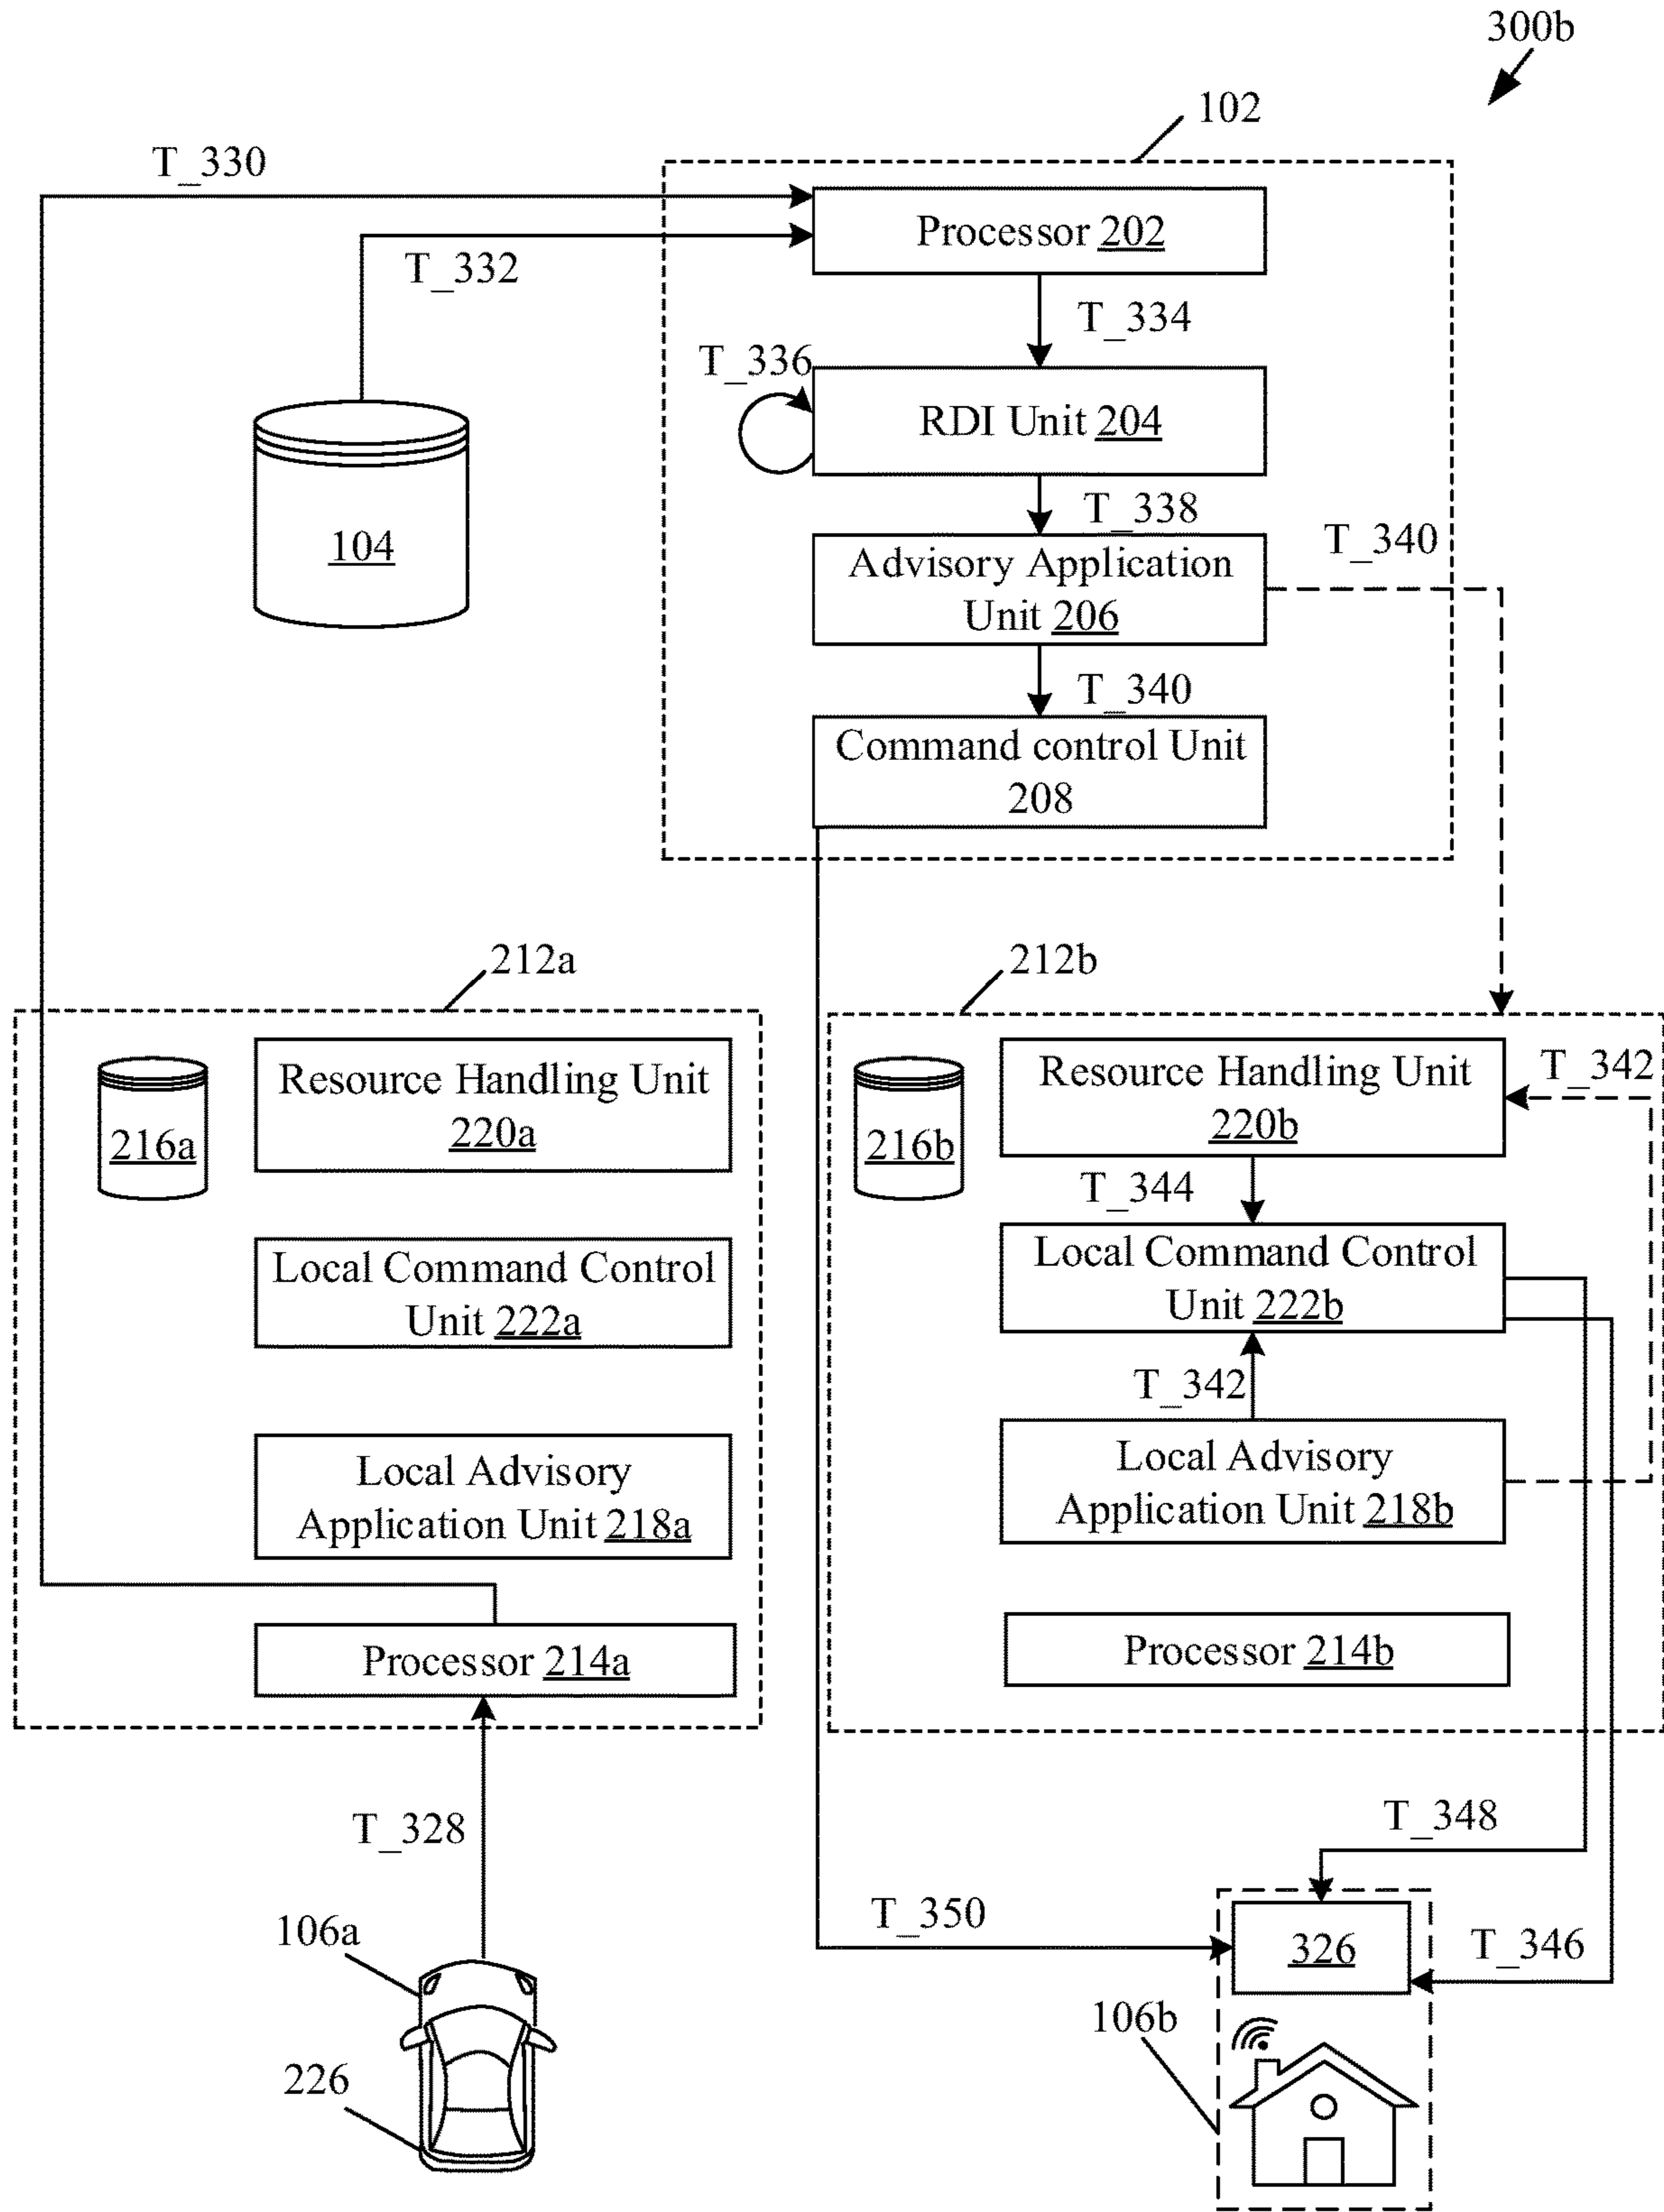 300b
102
T_330
Processor 202
T_332
T_334
T_336
RDI Unit 204
T_338
104
T_340
Advisory Application
Unit 206
T_340
Command control Unit
208
212a
212b
Resource Handling Unit
220a
216a
Resource Handling Unit
220b
216b
T_342
T_344
Local Command Control
Unit 222a
Local Command Control
Unit 222b
T_342
Local Advisory
Application Unit 218a
Local Advisory
Application Unit 218b
Processor 214a
Processor 214b
T_328
T_348
106a
T_350
326
T_346
106b
226